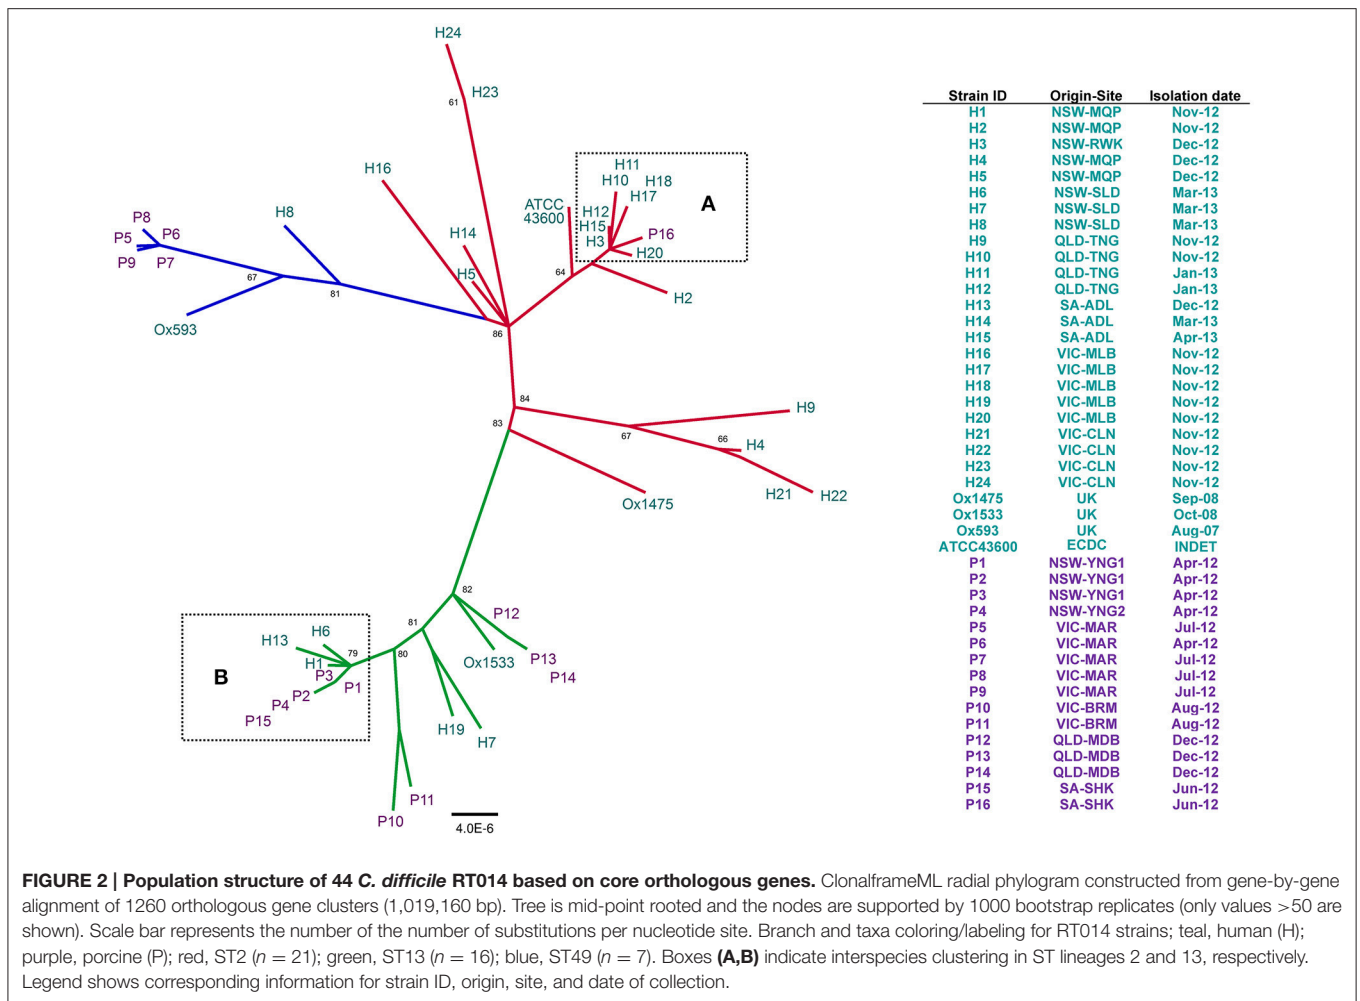 H24
H23
61
H16
H11
H10 H18
H17
A
ATCC
43600
H12
H15
H3
P16
H20
H8
P8
P5 P6
P9 P7
H14
H5
64
H2
67
81
Ox593
86
84
H9
83
67
66
H4
H21 H22
Ox1475
82
P12
81
H6
H13
79
H1
P3
B
P2 P1
P4
P15
80
Ox1533
P13
P14
H19
H7
P11
P10
4.0E-6
Strain ID Origin-Site Isolation date
H1 NSW-MQP Nov-12
H2 NSW-MQP Nov-12
H3 NSW-RWK Dec-12
H4 NSW-MQP Dec-12
H5 NSW-MQP Dec-12
H6 NSW-SLD Mar-13
H7 NSW-SLD Mar-13
H8 NSW-SLD Mar-13
H9 QLD-TNG Nov-12
H10 QLD-TNG Nov-12
H11 QLD-TNG Jan-13
H12 QLD-TNG Jan-13
H13 SA-ADL Dec-12
H14 SA-ADL Mar-13
H15 SA-ADL Apr-13
H16 VIC-MLB Nov-12
H17 VIC-MLB Nov-12
H18 VIC-MLB Nov-12
H19 VIC-MLB Nov-12
H20 VIC-MLB Nov-12
H21 VIC-CLN Nov-12
H22 VIC-CLN Nov-12
H23 VIC-CLN Nov-12
H24 VIC-CLN Nov-12
Ox1475 UK Sep-08
Ox1533 UK Oct-08
Ox593 UK Aug-07
ATCC43600 ECDC INDET
P1 NSW-YNG1 Apr-12
P2 NSW-YNG1 Apr-12
P3 NSW-YNG1 Apr-12
P4 NSW-YNG2 Apr-12
P5 VIC-MAR Jul-12
P6 VIC-MAR Apr-12
P7 VIC-MAR Jul-12
P8 VIC-MAR Jul-12
P9 VIC-MAR Jul-12
P10 VIC-BRM Aug-12
P11 VIC-BRM Aug-12
P12 QLD-MDB Dec-12
P13 QLD-MDB Dec-12
P14 QLD-MDB Dec-12
P15 SA-SHK Jun-12
P16 SA-SHK Jun-12
FIGURE 2 | Population structure of 44 C. difficile RT014 based on core orthologous genes. ClonalframeML radial phylogram constructed from gene-by-gene
alignment of 1260 orthologous gene clusters (1,019,160 bp). Tree is mid-point rooted and the nodes are supported by 1000 bootstrap replicates (only values >50 are
shown). Scale bar represents the number of the number of substitutions per nucleotide site. Branch and taxa coloring/labeling for RT014 strains; teal, human (H);
purple, porcine (P); red, ST2 (n = 21); green, ST13 (n = 16); blue, ST49 (n = 7). Boxes (A,B) indicate interspecies clustering in ST lineages 2 and 13, respectively.
Legend shows corresponding information for strain ID, origin, site, and date of collection.